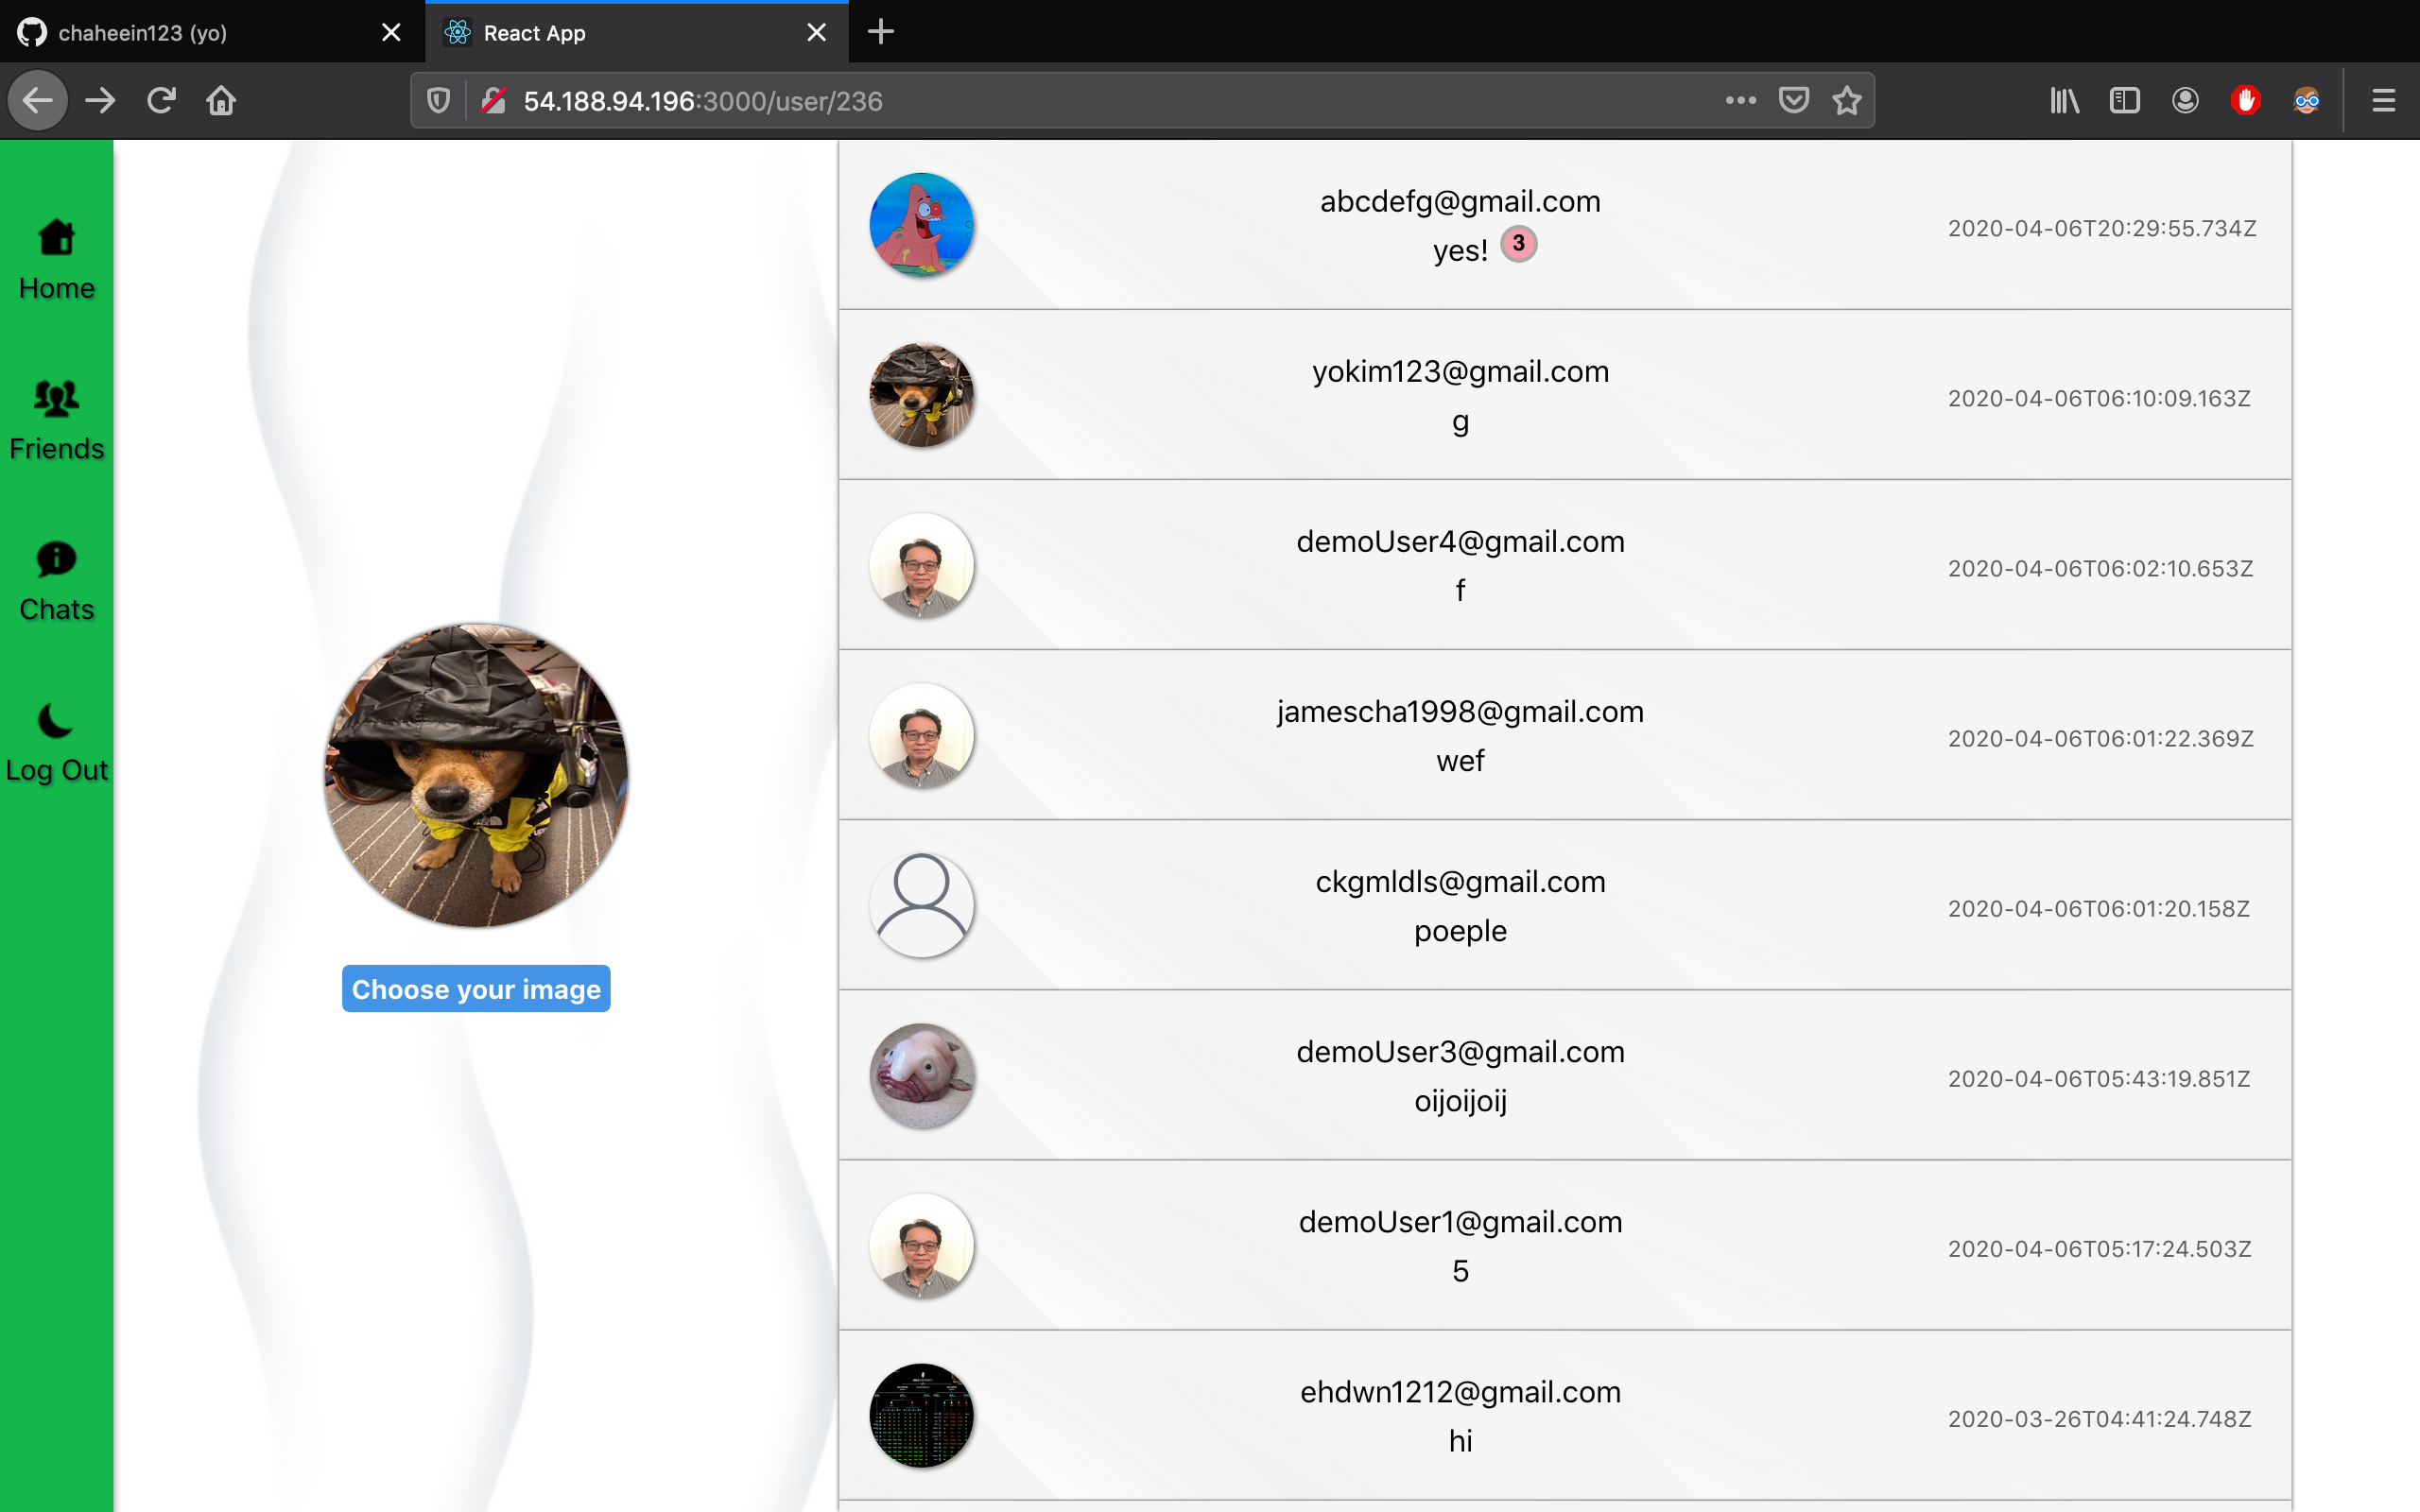 chaheein123 (yo)
React App
54.188.94.196:3000/user/236
Home
Friends
Chats
Log Out
Choose your image
abcdefg@gmail.com
yes! 3
2020-04-06T20:29:55.734Z
yokim123@gmail.com
g
2020-04-06T06:10:09.163Z
demoUser4@gmail.com
f
2020-04-06T06:02:10.653Z
jamescha1998@gmail.com
wef
2020-04-06T06:01:22.369Z
ckgmldls@gmail.com
poeple
2020-04-06T06:01:20.158Z
demoUser3@gmail.com
oijoijoij
2020-04-06T05:43:19.851Z
demoUser1@gmail.com
5
2020-04-06T05:17:24.503Z
ehdwn1212@gmail.com
hi
2020-03-26T04:41:24.748Z